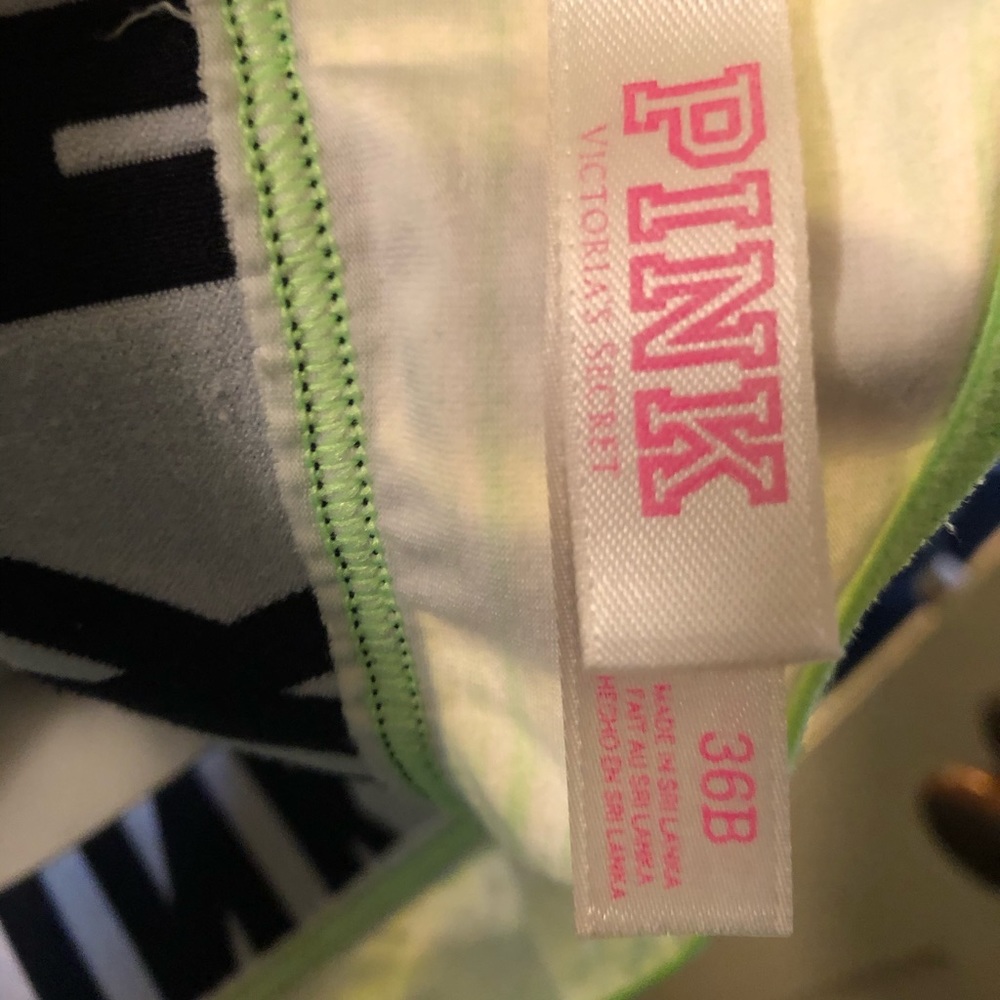 PINK
VICTORIA'S SECRET
36B
MADE IN SRI LANKA
FAIT AU SRI LANKA
HECHO EN SRI LANKA